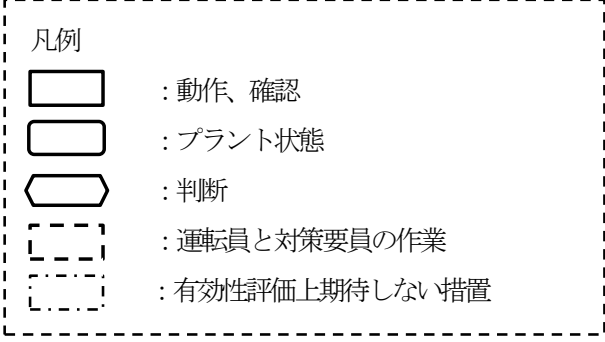 凡例
：動作、確認
：プラント状態
：判断
：運転員と対策要員の作業
：有効性評価上期待しない措置